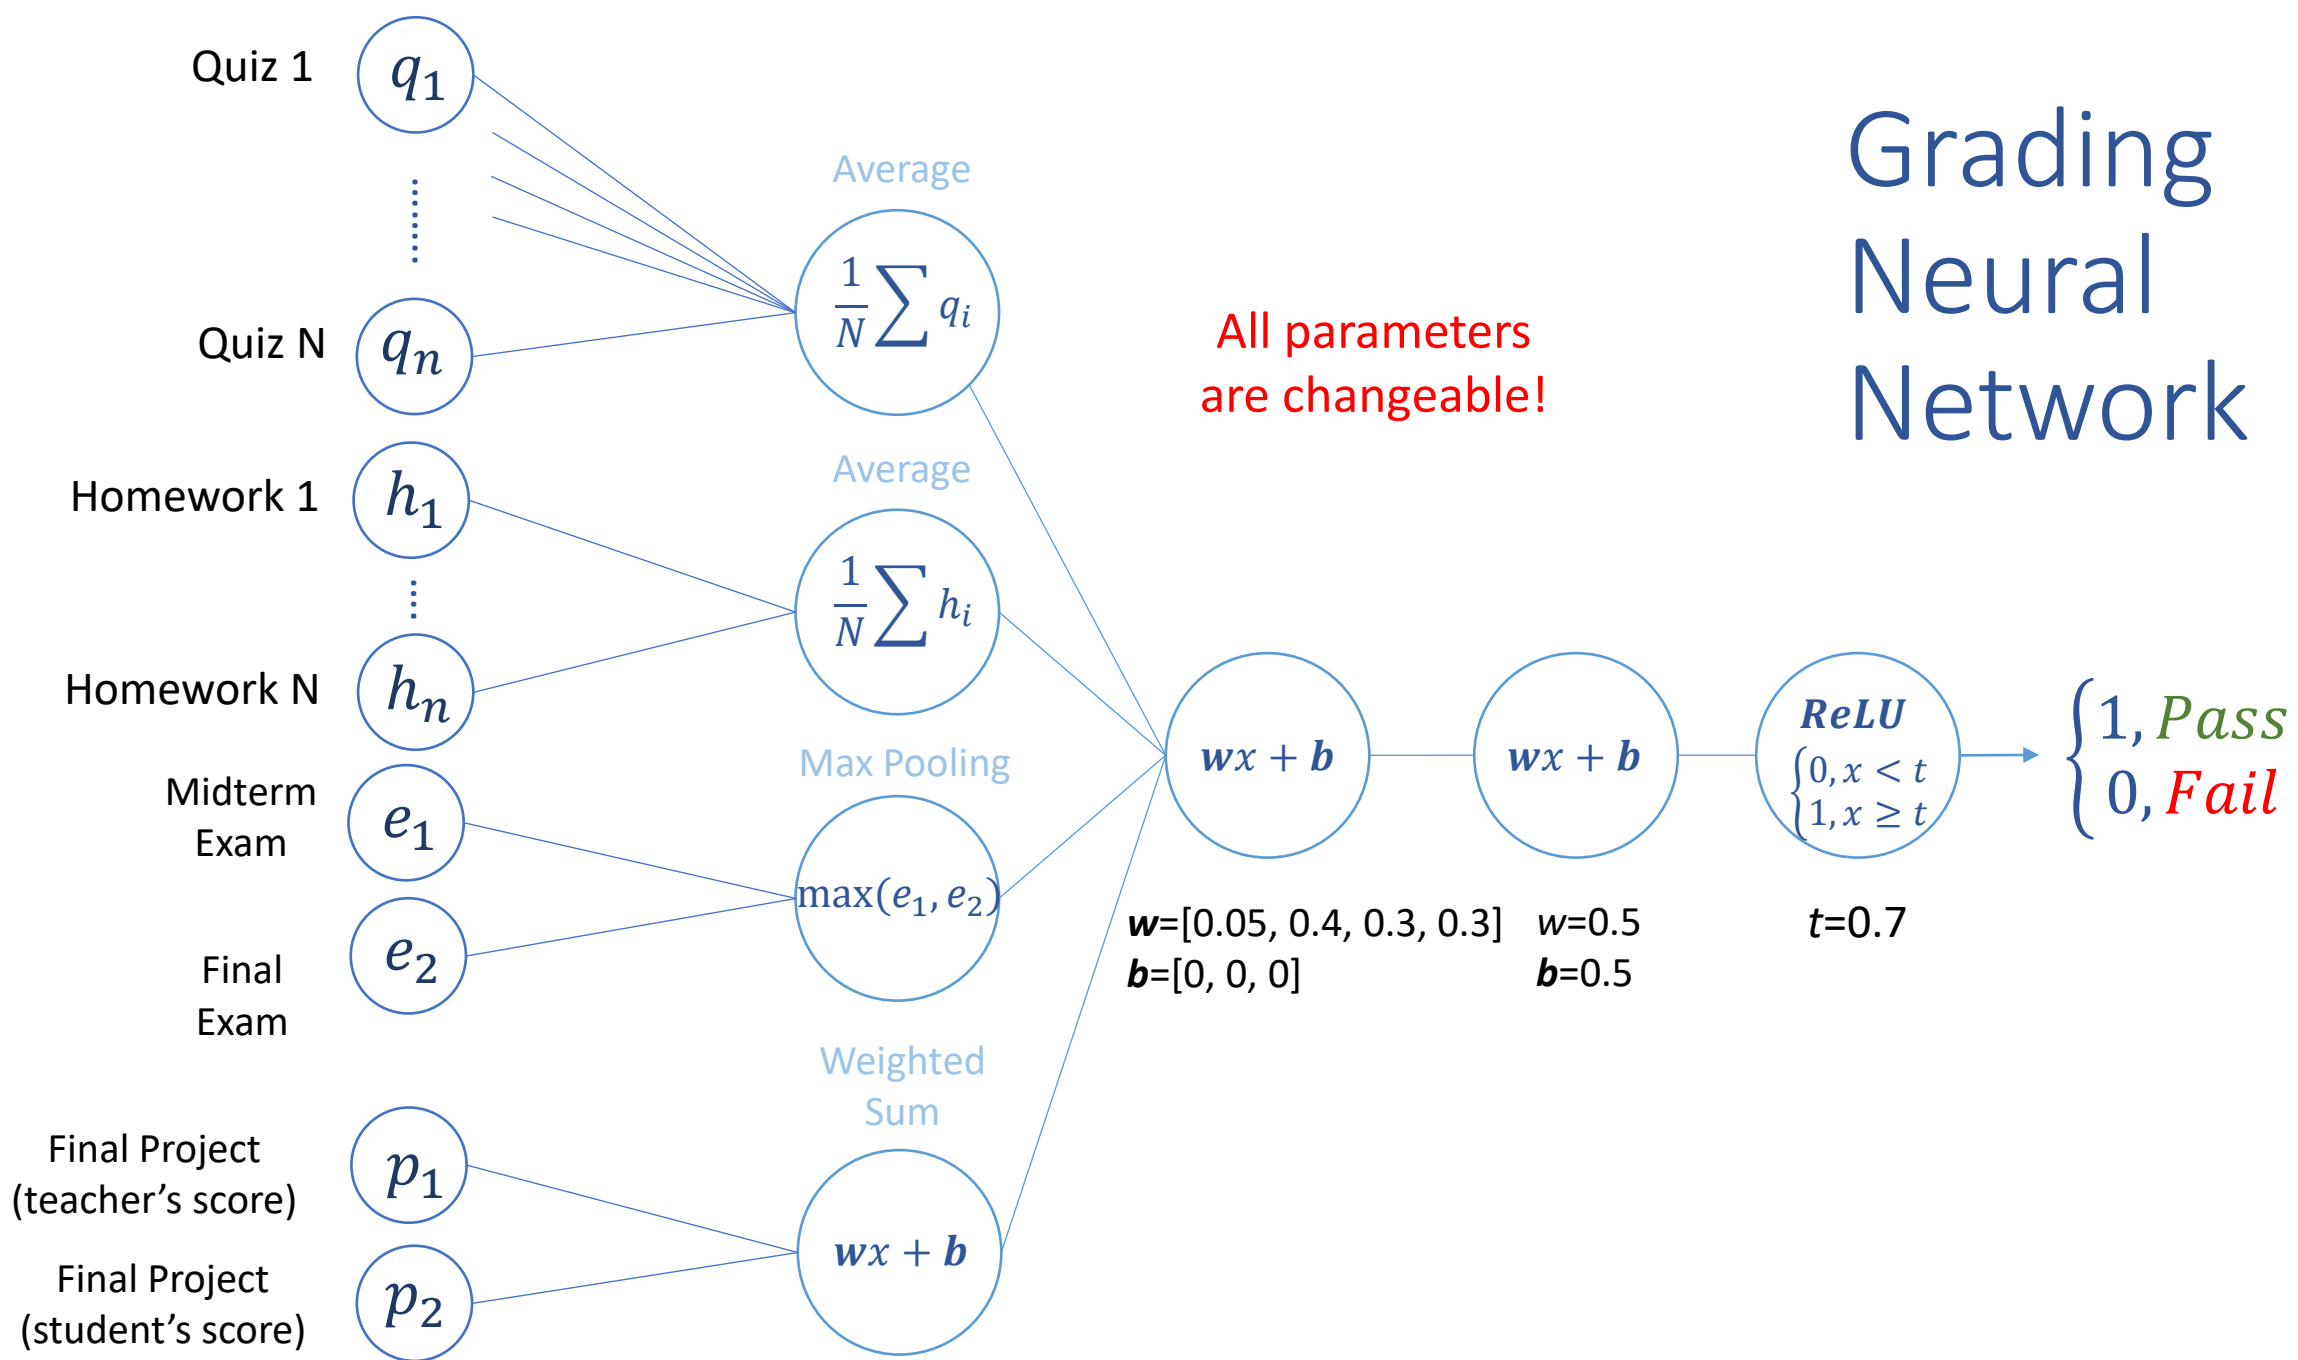 Grading
Neural
Network
All parameters
are changeable!
Quiz 1
q₁
Quiz N
qₙ
Homework 1
h₁
Homework N
hₙ
Midterm
Exam
e₁
Final
Exam
e₂
Final Project
(teacher’s score)
p₁
Final Project
(student’s score)
p₂
Average
1/N ∑ qᵢ
Average
1/N ∑ hᵢ
Max Pooling
max(e₁, e₂)
Weighted
Sum
wx + b
wx + b
w=[0.05, 0.4, 0.3, 0.3]
b=[0, 0, 0]
wx + b
w=0.5
b=0.5
ReLU
{0, x < t
1, x ≥ t
t=0.7
{1, Pass
0, Fail